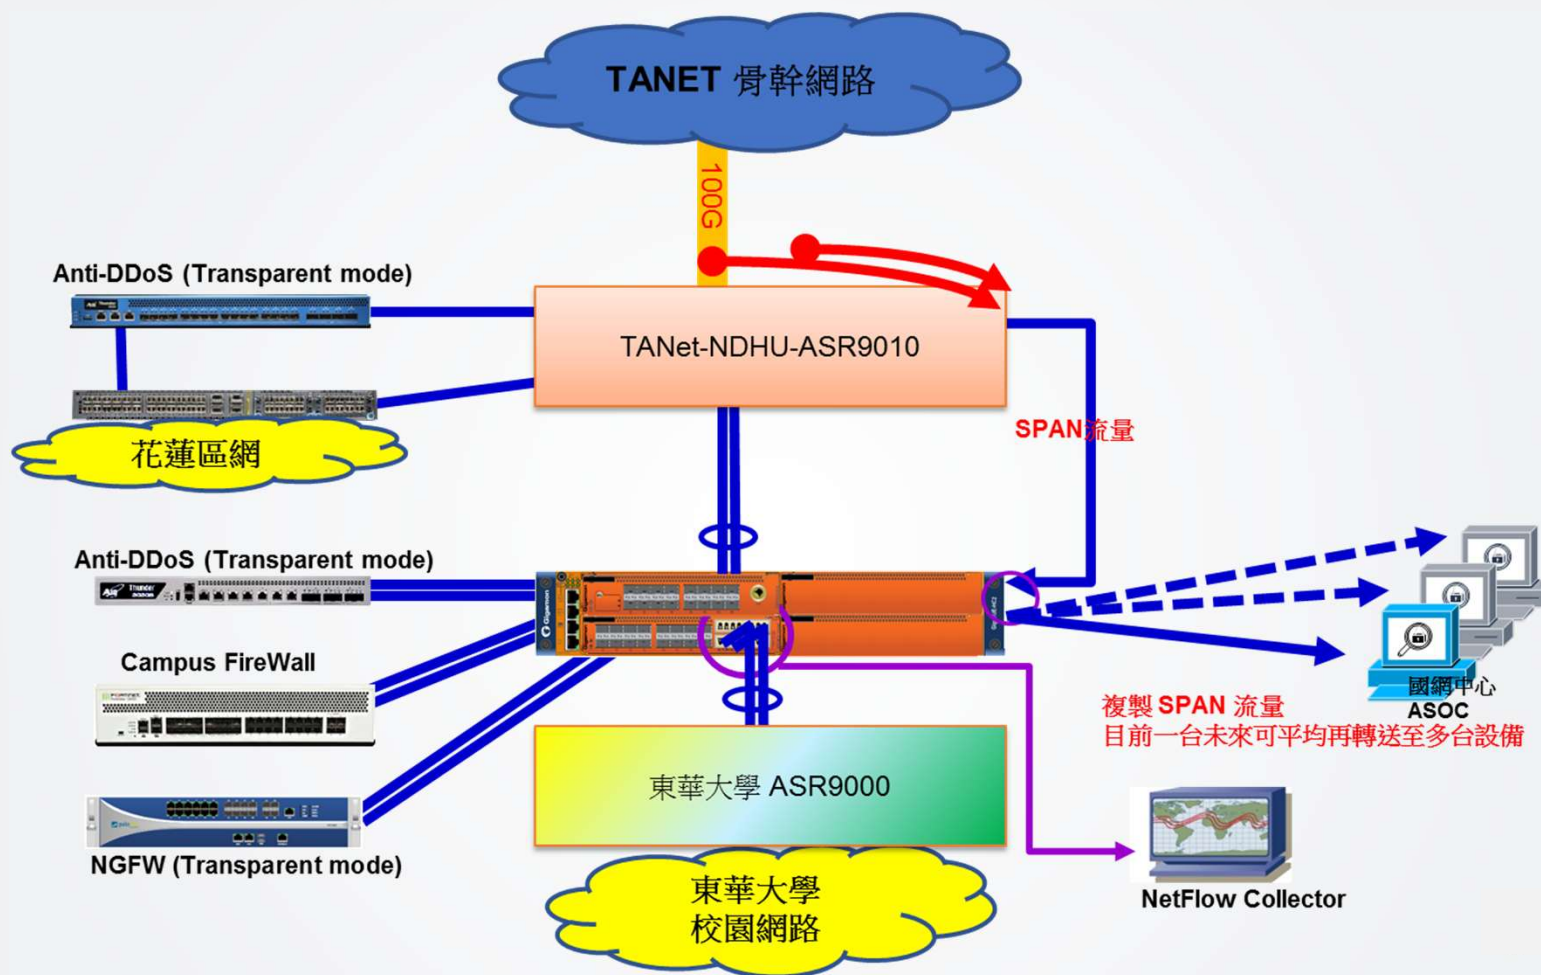 TANET 骨幹網路
100G
Anti-DDoS (Transparent mode)
TANet-NDHU-ASR9010
SPAN流量
花蓮區網
Anti-DDoS (Transparent mode)
Thunder
Gigamon
Campus FireWall
FORTINET
國網中心
ASOC
複製 SPAN 流量
目前一台未來可平均再轉送至多台設備
東華大學 ASR9000
NGFW (Transparent mode)
東華大學
校園網路
NetFlow Collector